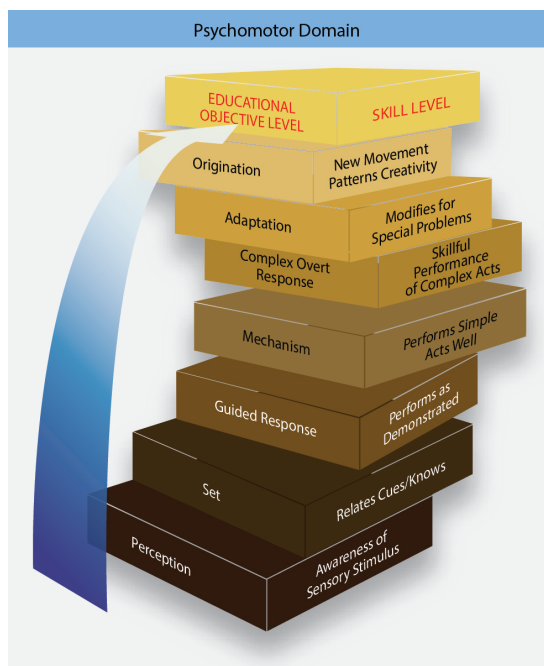 Psychomotor Domain
EDUCATIONAL
OBJECTIVE LEVEL
SKILL LEVEL
Origination
New Movement
Patterns Creativity
Adaptation
Modifies for
Special Problems
Complex Overt
Response
Skillful
Performance
of Complex Acts
Mechanism
Performs Simple
Acts Well
Guided Response
Performs as
Demonstrated
Set
Relates Cues/Knows
Perception
Awareness of
Sensory Stimulus